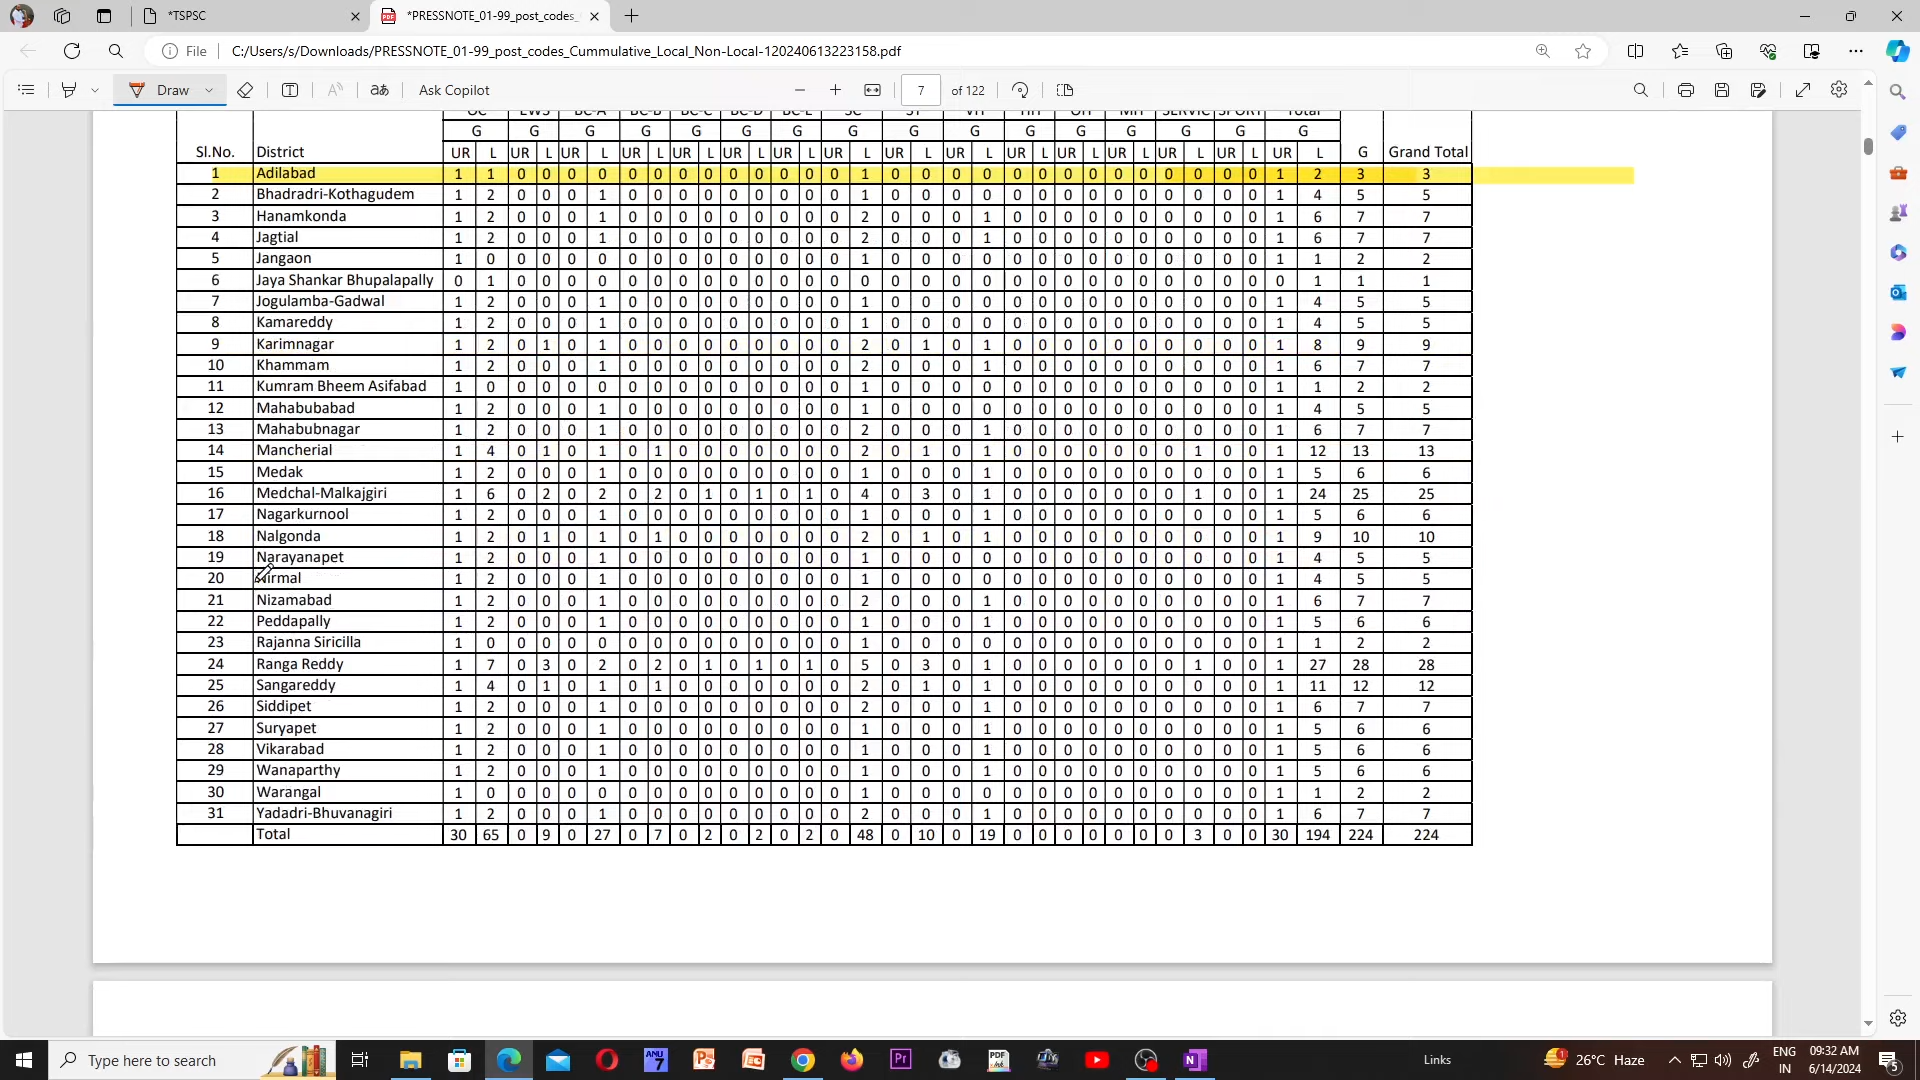 *TSPSC
*PRESSNOTE_01-99_post_codes_
File C:/Users/s/Downloads/PRESSNOTE_01-99_post_codes_Cummulative_Local_Non-Local-120240613223158.pdf
Draw Ask Copilot 7 of 122
OC EWS BC-A BC-B BC-C BC-D BC-E SC ST VH HH OH MH SERVIC SPORT Total
G G G G G G G G G G G G G G G G
Sl.No. District UR L UR L UR L UR L UR L UR L UR L UR L UR L UR L UR L UR L UR L UR L UR L UR L G Grand Total
1 Adilabad 1 1 0 0 0 0 0 0 0 0 0 0 0 0 0 1 0 0 0 0 0 0 0 0 0 0 0 0 0 0 1 2 3 3
2 Bhadradri-Kothagudem 1 2 0 0 0 1 0 0 0 0 0 0 0 0 0 1 0 0 0 0 0 0 0 0 0 0 0 0 0 0 1 4 5 5
3 Hanamkonda 1 2 0 0 0 1 0 0 0 0 0 0 0 0 0 2 0 0 0 1 0 0 0 0 0 0 0 0 0 0 1 6 7 7
4 Jagtial 1 2 0 0 0 1 0 0 0 0 0 0 0 0 0 2 0 0 0 1 0 0 0 0 0 0 0 0 0 0 1 6 7 7
5 Jangaon 1 0 0 0 0 0 0 0 0 0 0 0 0 0 0 1 0 0 0 0 0 0 0 0 0 0 0 0 0 0 1 1 2 2
6 Jaya Shankar Bhupalapally 0 1 0 0 0 0 0 0 0 0 0 0 0 0 0 0 0 0 0 0 0 0 0 0 0 0 0 0 0 0 0 1 1 1
7 Jogulamba-Gadwal 1 2 0 0 0 1 0 0 0 0 0 0 0 0 0 1 0 0 0 0 0 0 0 0 0 0 0 0 0 0 1 4 5 5
8 Kamareddy 1 2 0 0 0 1 0 0 0 0 0 0 0 0 0 1 0 0 0 0 0 0 0 0 0 0 0 0 0 0 1 4 5 5
9 Karimnagar 1 2 0 1 0 1 0 0 0 0 0 0 0 0 0 2 0 1 0 1 0 0 0 0 0 0 0 0 0 0 1 8 9 9
10 Khammam 1 2 0 0 0 1 0 0 0 0 0 0 0 0 0 2 0 0 0 1 0 0 0 0 0 0 0 0 0 0 1 6 7 7
11 Kumram Bheem Asifabad 1 0 0 0 0 0 0 0 0 0 0 0 0 0 0 1 0 0 0 0 0 0 0 0 0 0 0 0 0 0 1 1 2 2
12 Mahabubabad 1 2 0 0 0 1 0 0 0 0 0 0 0 0 0 1 0 0 0 0 0 0 0 0 0 0 0 0 0 0 1 4 5 5
13 Mahabubnagar 1 2 0 0 0 1 0 0 0 0 0 0 0 0 0 2 0 0 0 1 0 0 0 0 0 0 0 0 0 0 1 6 7 7
14 Mancherial 1 4 0 1 0 1 0 1 0 0 0 0 0 0 0 2 0 1 0 1 0 0 0 0 0 0 0 1 0 0 1 12 13 13
15 Medak 1 2 0 0 0 1 0 0 0 0 0 0 0 0 0 1 0 0 0 1 0 0 0 0 0 0 0 0 0 0 1 5 6 6
16 Medchal-Malkajgiri 1 6 0 2 0 2 0 2 0 1 0 1 0 1 0 4 0 3 0 1 0 0 0 0 0 0 0 1 0 0 1 24 25 25
17 Nagarkurnool 1 2 0 0 0 1 0 0 0 0 0 0 0 0 0 1 0 0 0 1 0 0 0 0 0 0 0 0 0 0 1 5 6 6
18 Nalgonda 1 2 0 1 0 1 0 1 0 0 0 0 0 0 0 2 0 1 0 1 0 0 0 0 0 0 0 0 0 0 1 9 10 10
19 Narayanapet 1 2 0 0 0 1 0 0 0 0 0 0 0 0 0 1 0 0 0 0 0 0 0 0 0 0 0 0 0 0 1 4 5 5
20 Nirmal 1 2 0 0 0 1 0 0 0 0 0 0 0 0 0 1 0 0 0 0 0 0 0 0 0 0 0 0 0 0 1 4 5 5
21 Nizamabad 1 2 0 0 0 1 0 0 0 0 0 0 0 0 0 2 0 0 0 1 0 0 0 0 0 0 0 0 0 0 1 6 7 7
22 Peddapally 1 2 0 0 0 1 0 0 0 0 0 0 0 0 0 1 0 0 0 1 0 0 0 0 0 0 0 0 0 0 1 5 6 6
23 Rajanna Siricilla 1 0 0 0 0 0 0 0 0 0 0 0 0 0 0 1 0 0 0 0 0 0 0 0 0 0 0 0 0 0 1 1 2 2
24 Ranga Reddy 1 7 0 3 0 2 0 2 0 1 0 1 0 1 0 5 0 3 0 1 0 0 0 0 0 0 0 1 0 0 1 27 28 28
25 Sangareddy 1 4 0 1 0 1 0 1 0 0 0 0 0 0 0 2 0 1 0 1 0 0 0 0 0 0 0 0 0 0 1 11 12 12
26 Siddipet 1 2 0 0 0 1 0 0 0 0 0 0 0 0 0 2 0 0 0 1 0 0 0 0 0 0 0 0 0 0 1 6 7 7
27 Suryapet 1 2 0 0 0 1 0 0 0 0 0 0 0 0 0 1 0 0 0 1 0 0 0 0 0 0 0 0 0 0 1 5 6 6
28 Vikarabad 1 2 0 0 0 1 0 0 0 0 0 0 0 0 0 1 0 0 0 1 0 0 0 0 0 0 0 0 0 0 1 5 6 6
29 Wanaparthy 1 2 0 0 0 1 0 0 0 0 0 0 0 0 0 1 0 0 0 1 0 0 0 0 0 0 0 0 0 0 1 5 6 6
30 Warangal 1 0 0 0 0 0 0 0 0 0 0 0 0 0 0 1 0 0 0 0 0 0 0 0 0 0 0 0 0 0 1 1 2 2
31 Yadadri-Bhuvanagiri 1 2 0 0 0 1 0 0 0 0 0 0 0 0 0 2 0 0 0 1 0 0 0 0 0 0 0 0 0 0 1 6 7 7
Total 30 65 0 9 0 27 0 7 0 2 0 2 0 2 0 48 0 10 0 19 0 0 0 0 0 0 0 3 0 0 30 194 224 224
Type here to search Links 26°C Haze ENG 09:32 AM
IN 6/14/2024